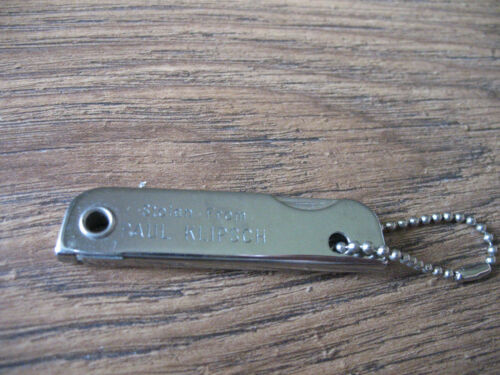 Stolen From
PAUL KLIPSCH